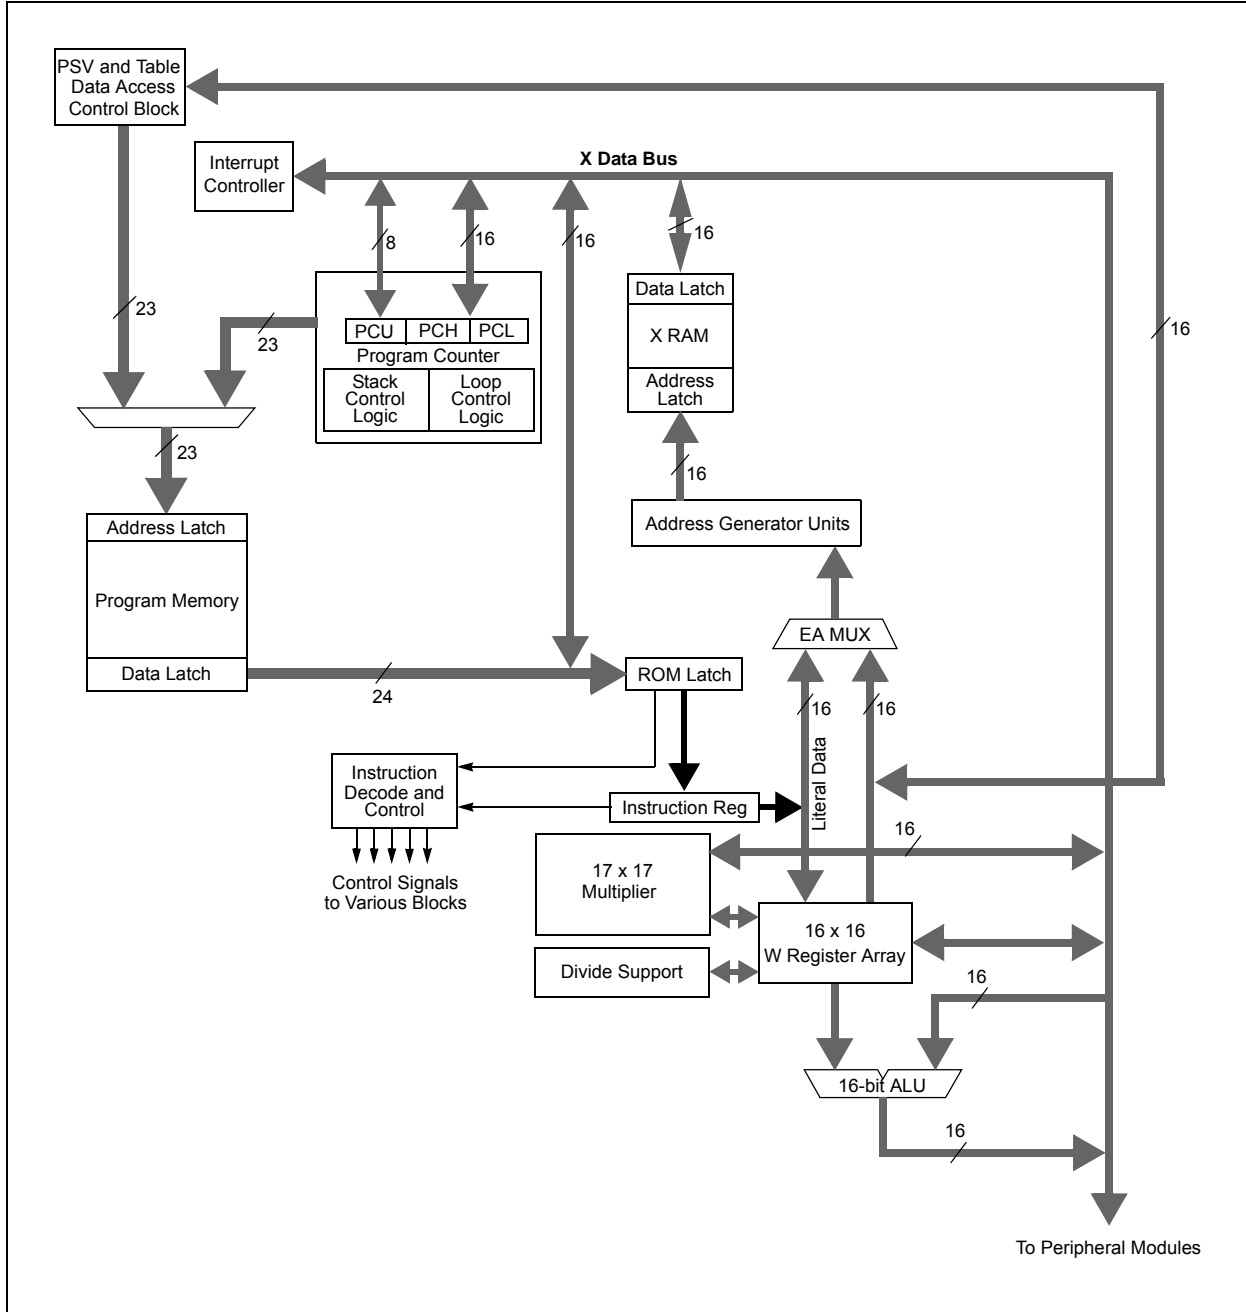 PSV and Table
Data Access
Control Block
Interrupt
Controller
X Data Bus
8
16
16
16
23
23
16
PCU
PCH
PCL
Program Counter
Stack
Control
Logic
Loop
Control
Logic
Data Latch
X RAM
Address
Latch
23
16
Address Latch
Program Memory
Data Latch
Address Generator Units
EA MUX
24
ROM Latch
16
16
Literal Data
Instruction
Decode and
Control
Instruction Reg
Control Signals
to Various Blocks
16
17 x 17
Multiplier
16 x 16
W Register Array
Divide Support
16
16-bit ALU
16
To Peripheral Modules